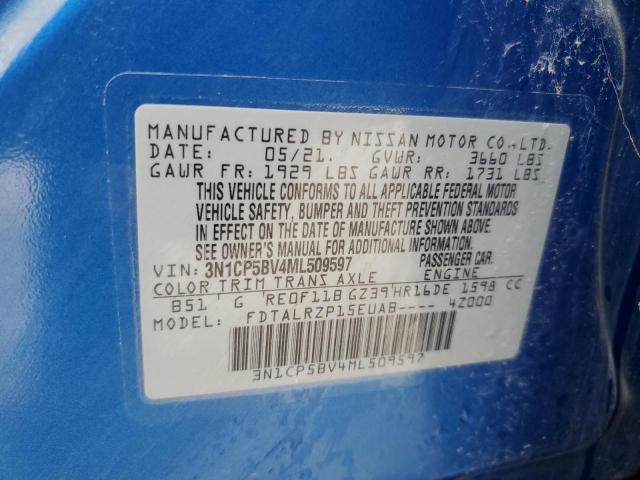 MANUFACTURED BY NISSAN MOTOR CO.,LTD.
DATE: 05/21. GVWR: 3660 LBS
GAWR FR: 1929 LBS GAWR RR: 1731 LBS
THIS VEHICLE CONFORMS TO ALL APPLICABLE FEDERAL MOTOR
VEHICLE SAFETY, BUMPER AND THEFT PREVENTION STANDARDS
IN EFFECT ON THE DATE OF MANUFACTURE SHOWN ABOVE.
SEE OWNER'S MANUAL FOR ADDITIONAL INFORMATION.
VIN: 3N1CP5BV4ML509597 PASSENGER CAR.
COLOR TRIM TRANS AXLE ENGINE
B51 G RE0F11B GZ39 HR16DE 1598 CC
MODEL: FDTALRZP15EUAB---- 4Z000
3N1CP5BV4ML509597